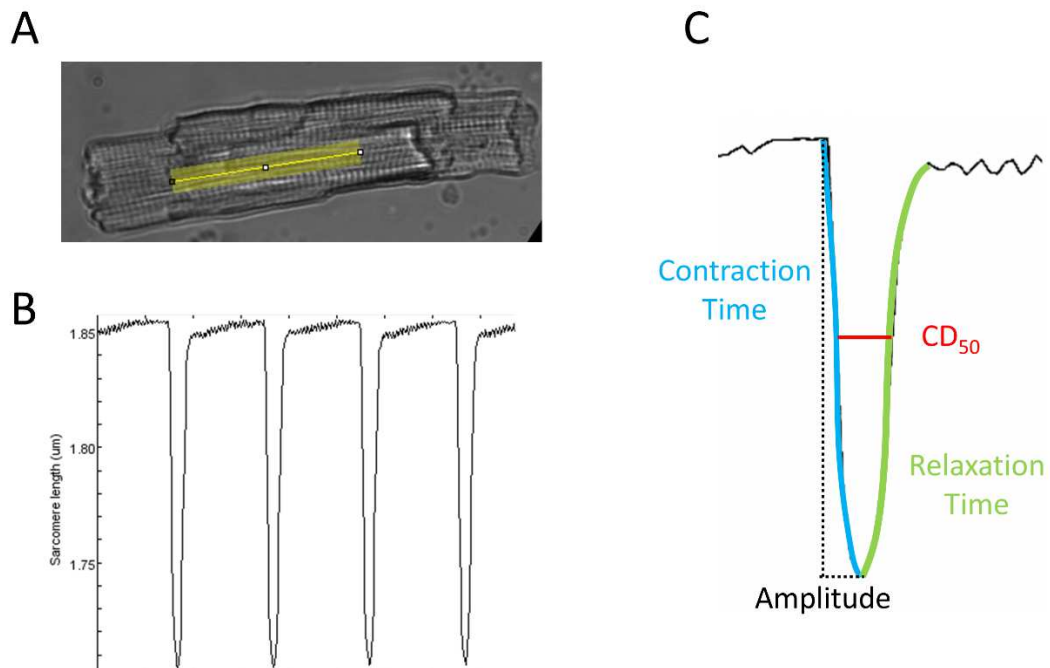 A
B
1.85
1.80
1.75
Sarcomere length (um)
C
Contraction
Time
CD50
Relaxation
Time
Amplitude